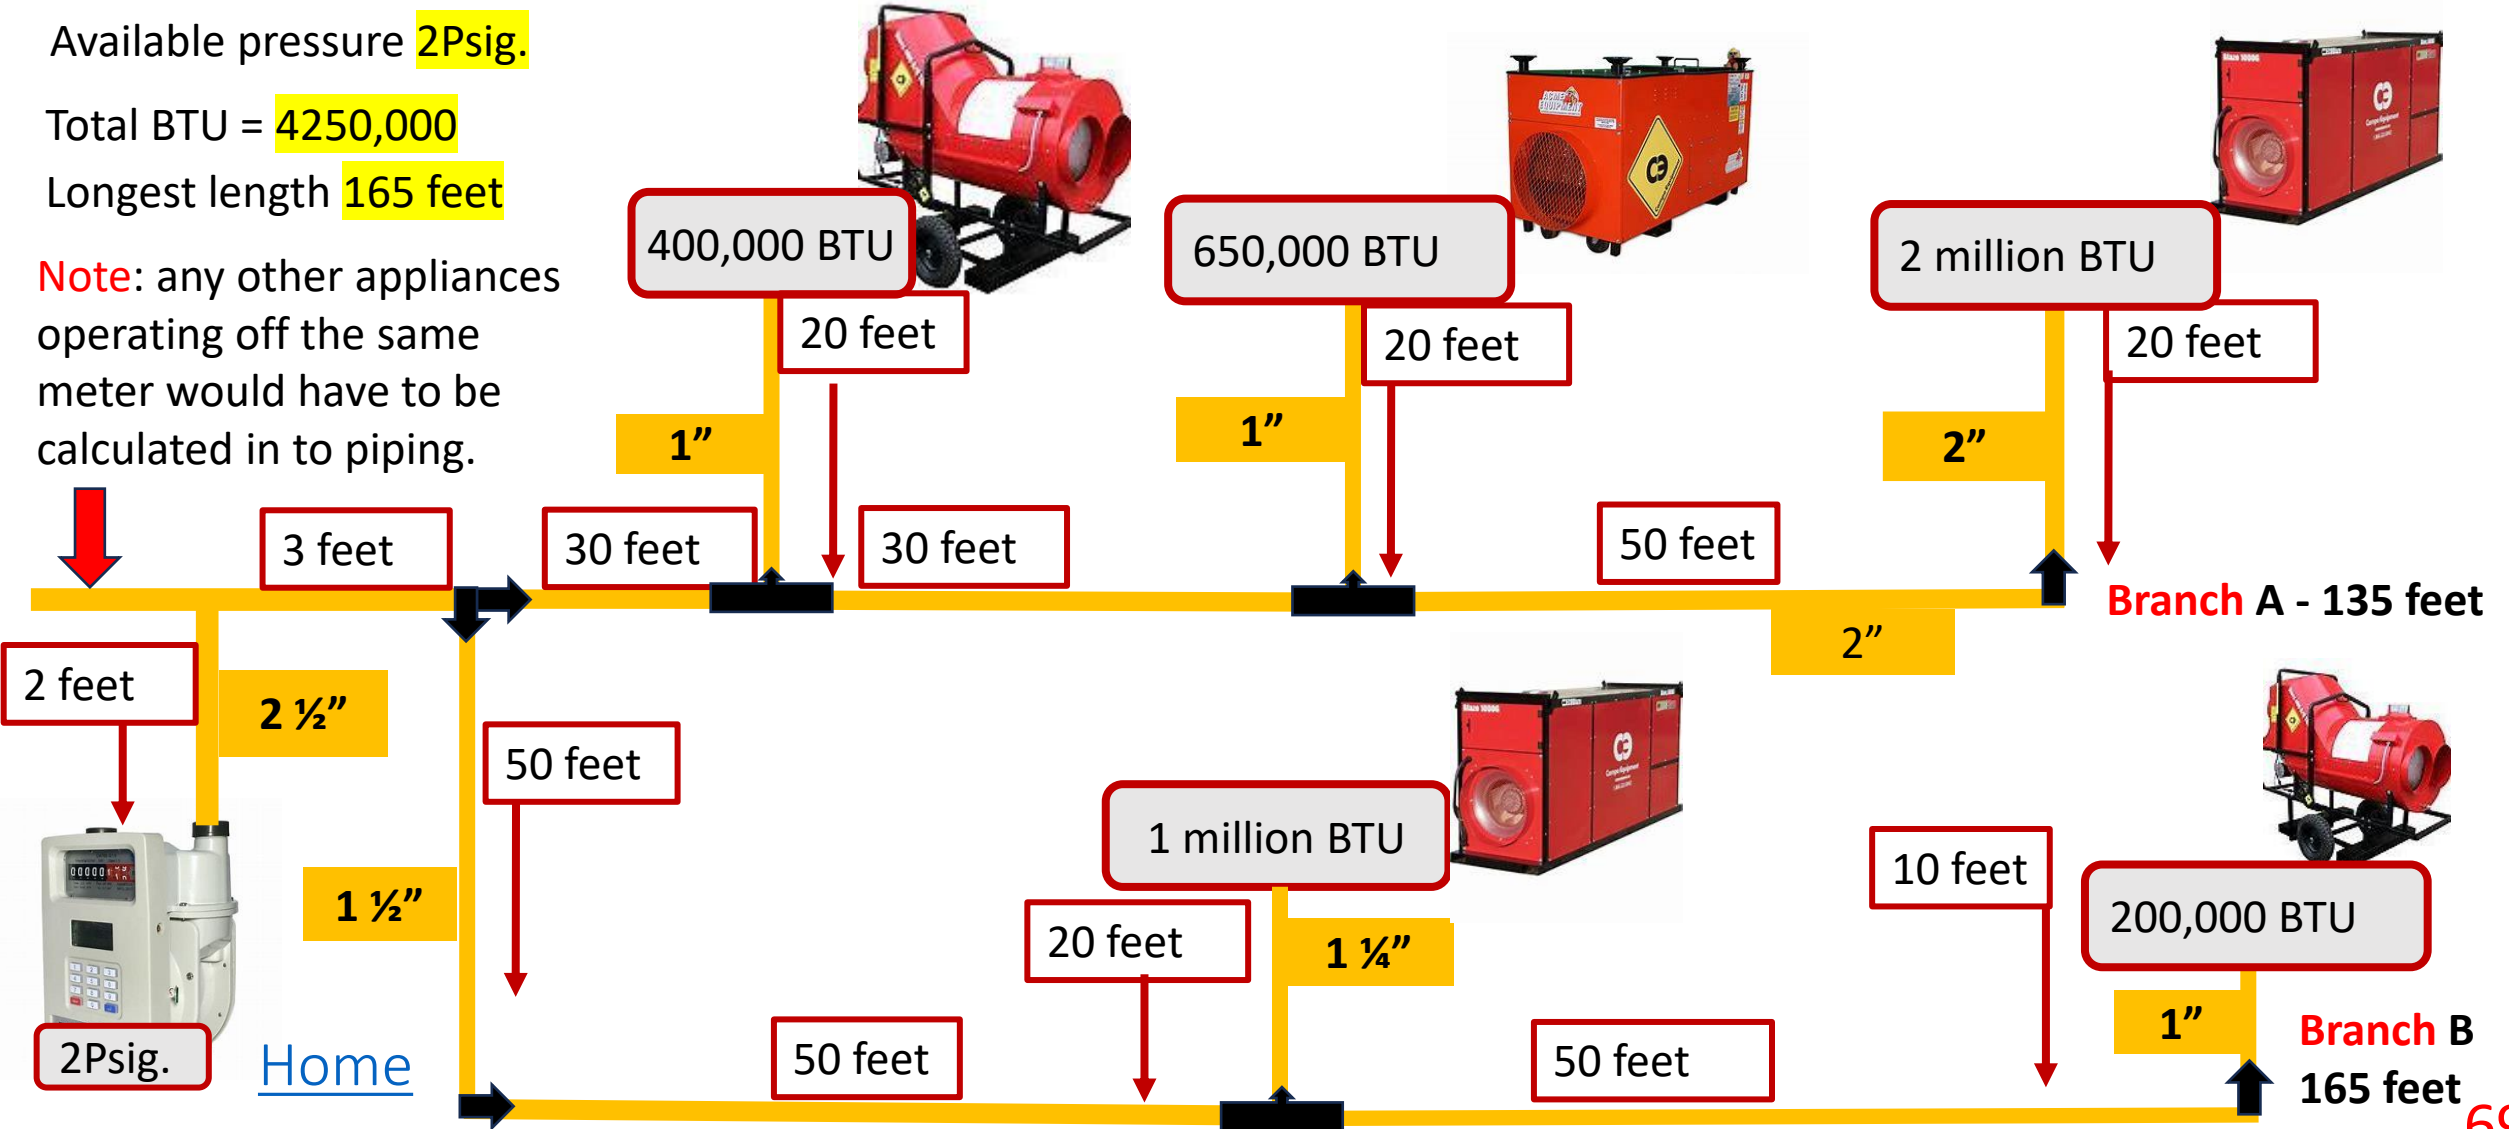 Available pressure 2Psig.
Total BTU = 4250,000
Longest length 165 feet
Note: any other appliances
operating off the same
meter would have to be
calculated in to piping.
400,000 BTU
650,000 BTU
2 million BTU
20 feet
20 feet
20 feet
1”
1”
2”
3 feet
30 feet
30 feet
50 feet
Branch A - 135 feet
2”
2 feet
2 ½”
50 feet
1 million BTU
1 ½”
20 feet
1 ¼”
10 feet
200,000 BTU
1”
Branch B
165 feet
50 feet
50 feet
2Psig.
Home
ACME
EQUIPMENT